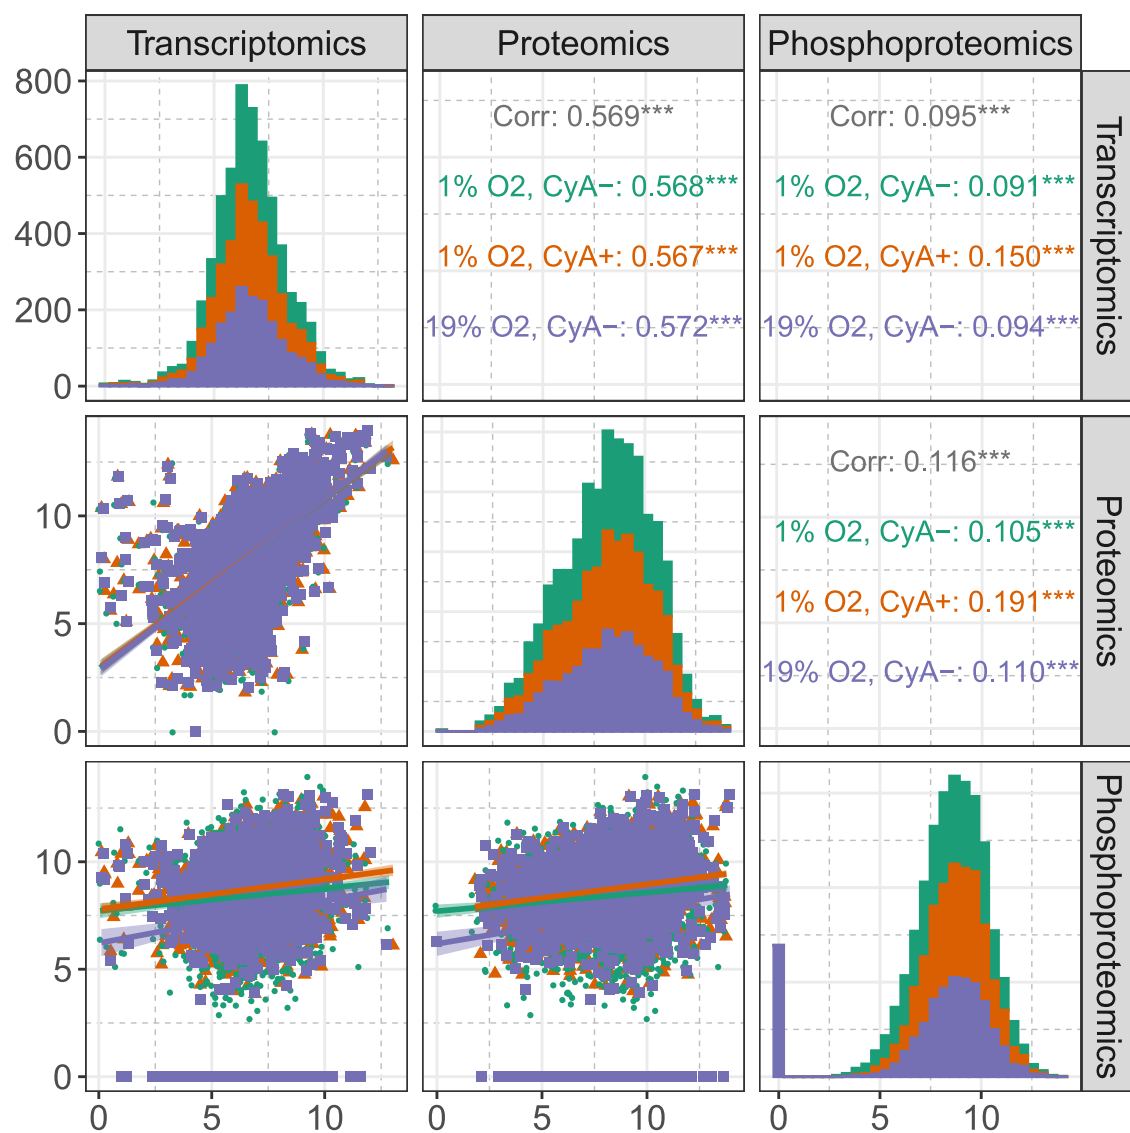 Transcriptomics
Proteomics
Phosphoproteomics
800
600
400
200
0
Corr: 0.569***
1% O2, CyA−: 0.568***
1% O2, CyA+: 0.567***
19% O2, CyA−: 0.572***
Corr: 0.095***
1% O2, CyA−: 0.091***
1% O2, CyA+: 0.150***
19% O2, CyA−: 0.094***
Transcriptomics
10
5
0
Corr: 0.116***
1% O2, CyA−: 0.105***
1% O2, CyA+: 0.191***
19% O2, CyA−: 0.110***
Proteomics
10
5
0
Phosphoproteomics
0 5 10
0 5 10
0 5 10